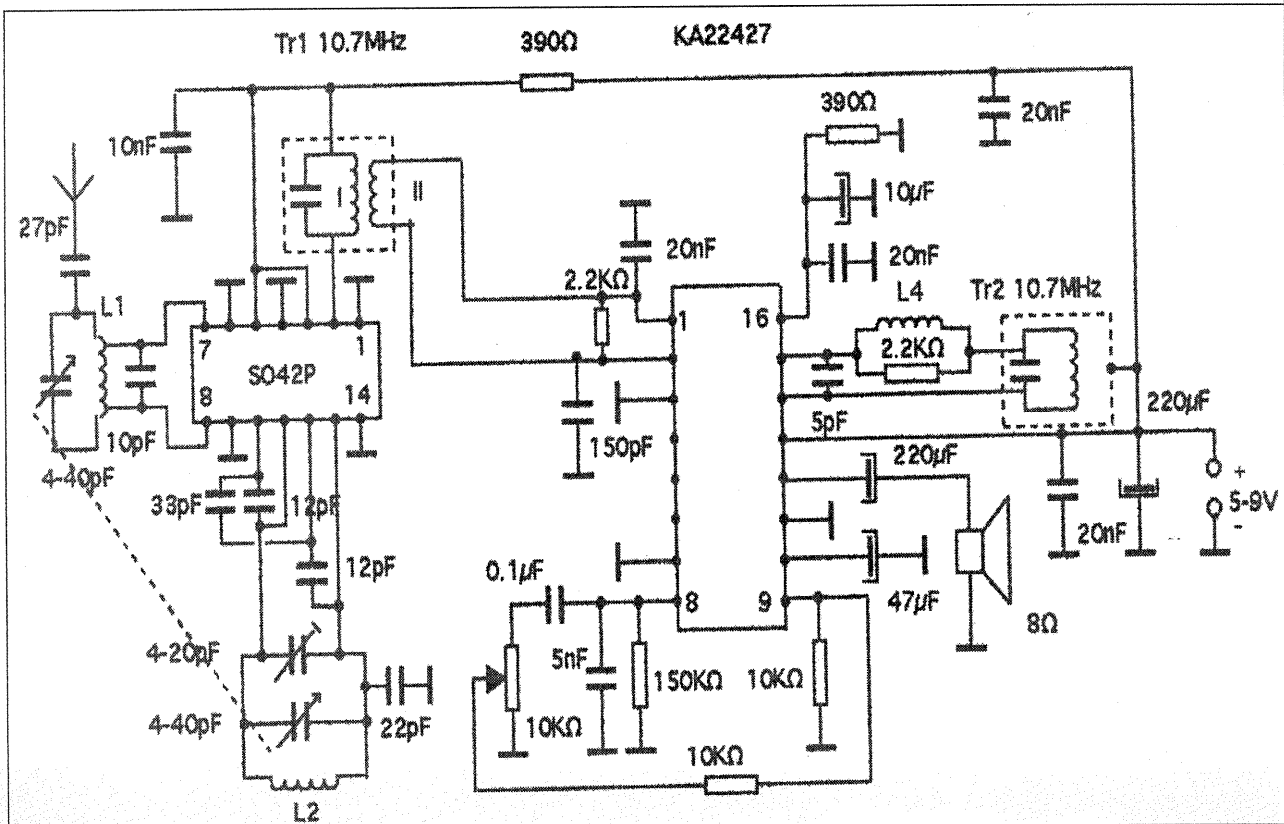 Tr1 10.7MHz
390Ω
KA22427
390Ω
20nF
10nF
I
II
10µF
27pF
20nF
20nF
2.2KΩ
L4
Tr2 10.7MHz
L1
1
16
7
1
2.2KΩ
SO42P
8
14
5pF
220µF
10pF
150pF
220µF
4-40pF
+
5-9V
-
33pF
12pF
20nF
12pF
0.1µF
47µF
8
9
8Ω
4-20pF
5nF
150KΩ
10KΩ
4-40pF
22pF
10KΩ
10KΩ
L2